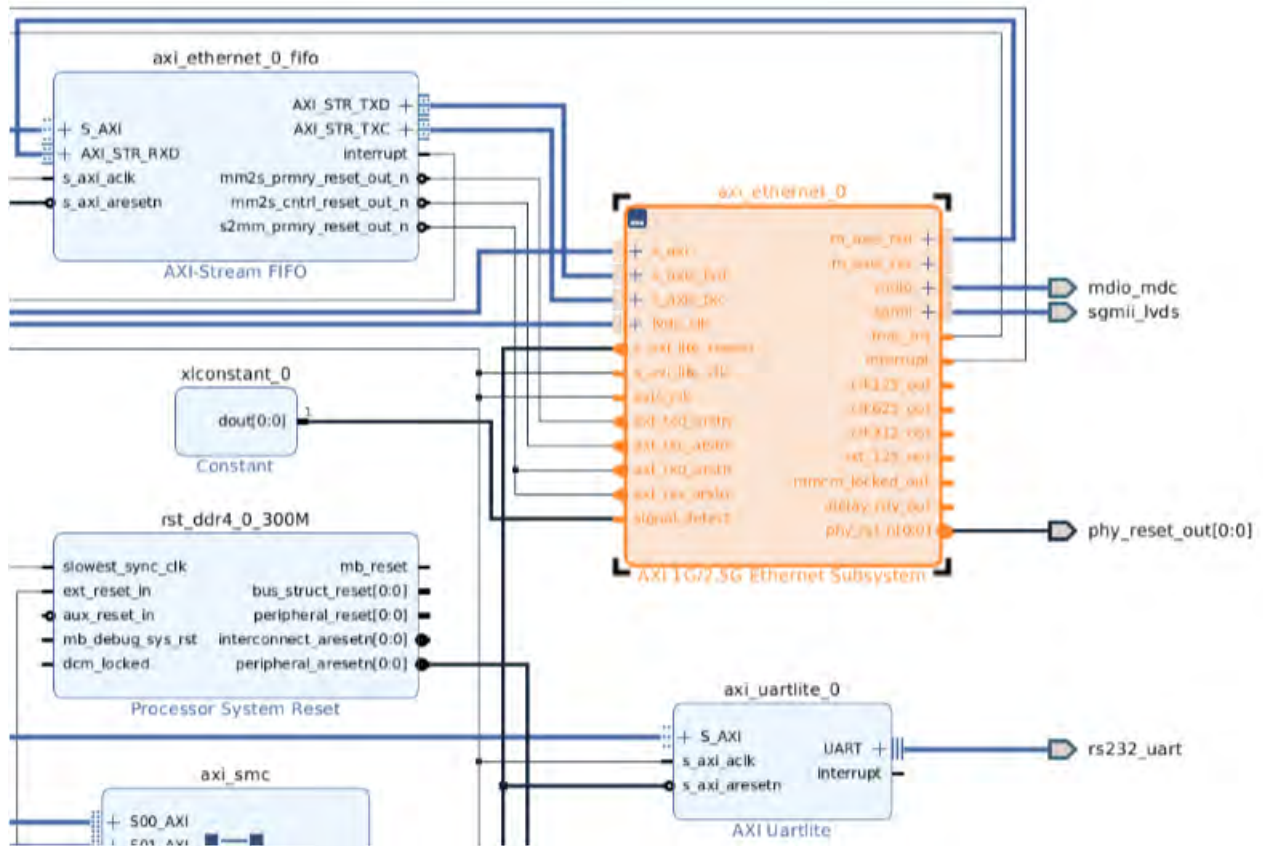 axi_ethernet_0_fifo
AXI_STR_TXD
S_AXI
AXI_STR_TXC
AXI_STR_RXD
interrupt
s_axi_aclk
mm2s_prmry_reset_out_n
s_axi_aresetn
mm2s_cntrl_reset_out_n
s2mm_prmry_reset_out_n
AXI-Stream FIFO
axi_ethernet_0
s_axi
m_axis_rxd
s_axis_txd
m_axis_rxs
s_axis_txc
mdio
lvds_clk
sgmii
interrupt
axis_clk
clk125_out
clk625_out
clk312_out
rst_125_out
mmcm_locked_out
signal_detect
phy_rst_n[0:0]
AXI 1G/2.5G Ethernet Subsystem
mdio_mdc
sgmii_lvds
phy_reset_out[0:0]
xlconstant_0
dout[0:0]
1
Constant
rst_ddr4_0_300M
slowest_sync_clk
mb_reset
ext_reset_in
bus_struct_reset[0:0]
aux_reset_in
peripheral_reset[0:0]
mb_debug_sys_rst
interconnect_aresetn[0:0]
dcm_locked
peripheral_aresetn[0:0]
Processor System Reset
axi_uartlite_0
S_AXI
UART
s_axi_aclk
interrupt
s_axi_aresetn
AXI Uartlite
rs232_uart
axi_smc
S00_AXI
S01_AXI